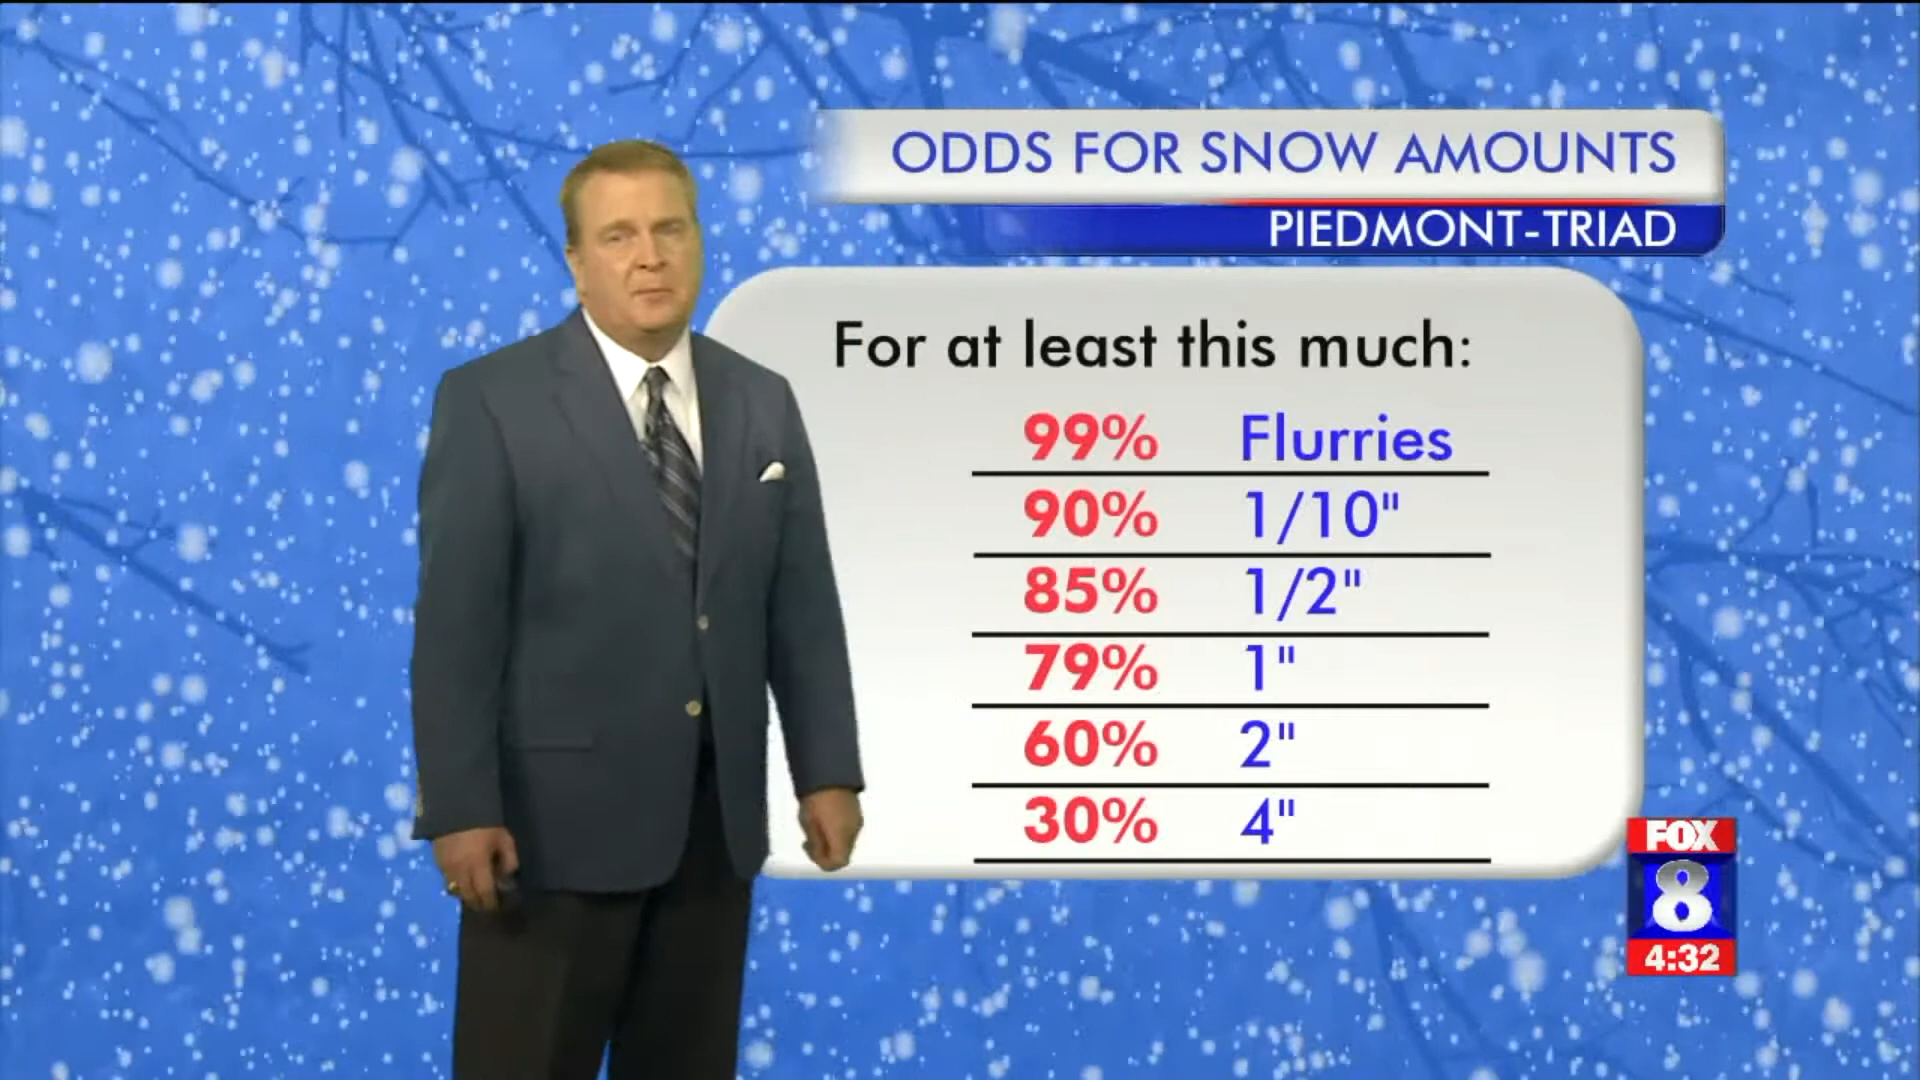 ODDS FOR SNOW AMOUNTS
PIEDMONT-TRIAD
For at least this much:
99% Flurries
90% 1/10"
85% 1/2"
79% 1"
60% 2"
30% 4"
FOX
8
4:32